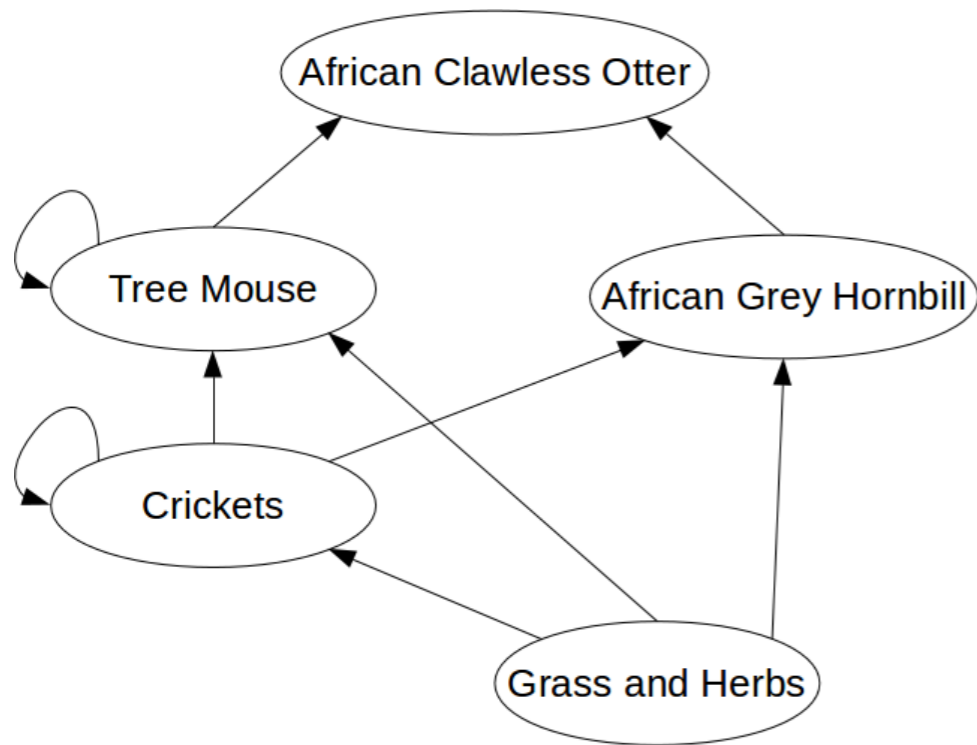 African Clawless Otter
Tree Mouse
African Grey Hornbill
Crickets
Grass and Herbs